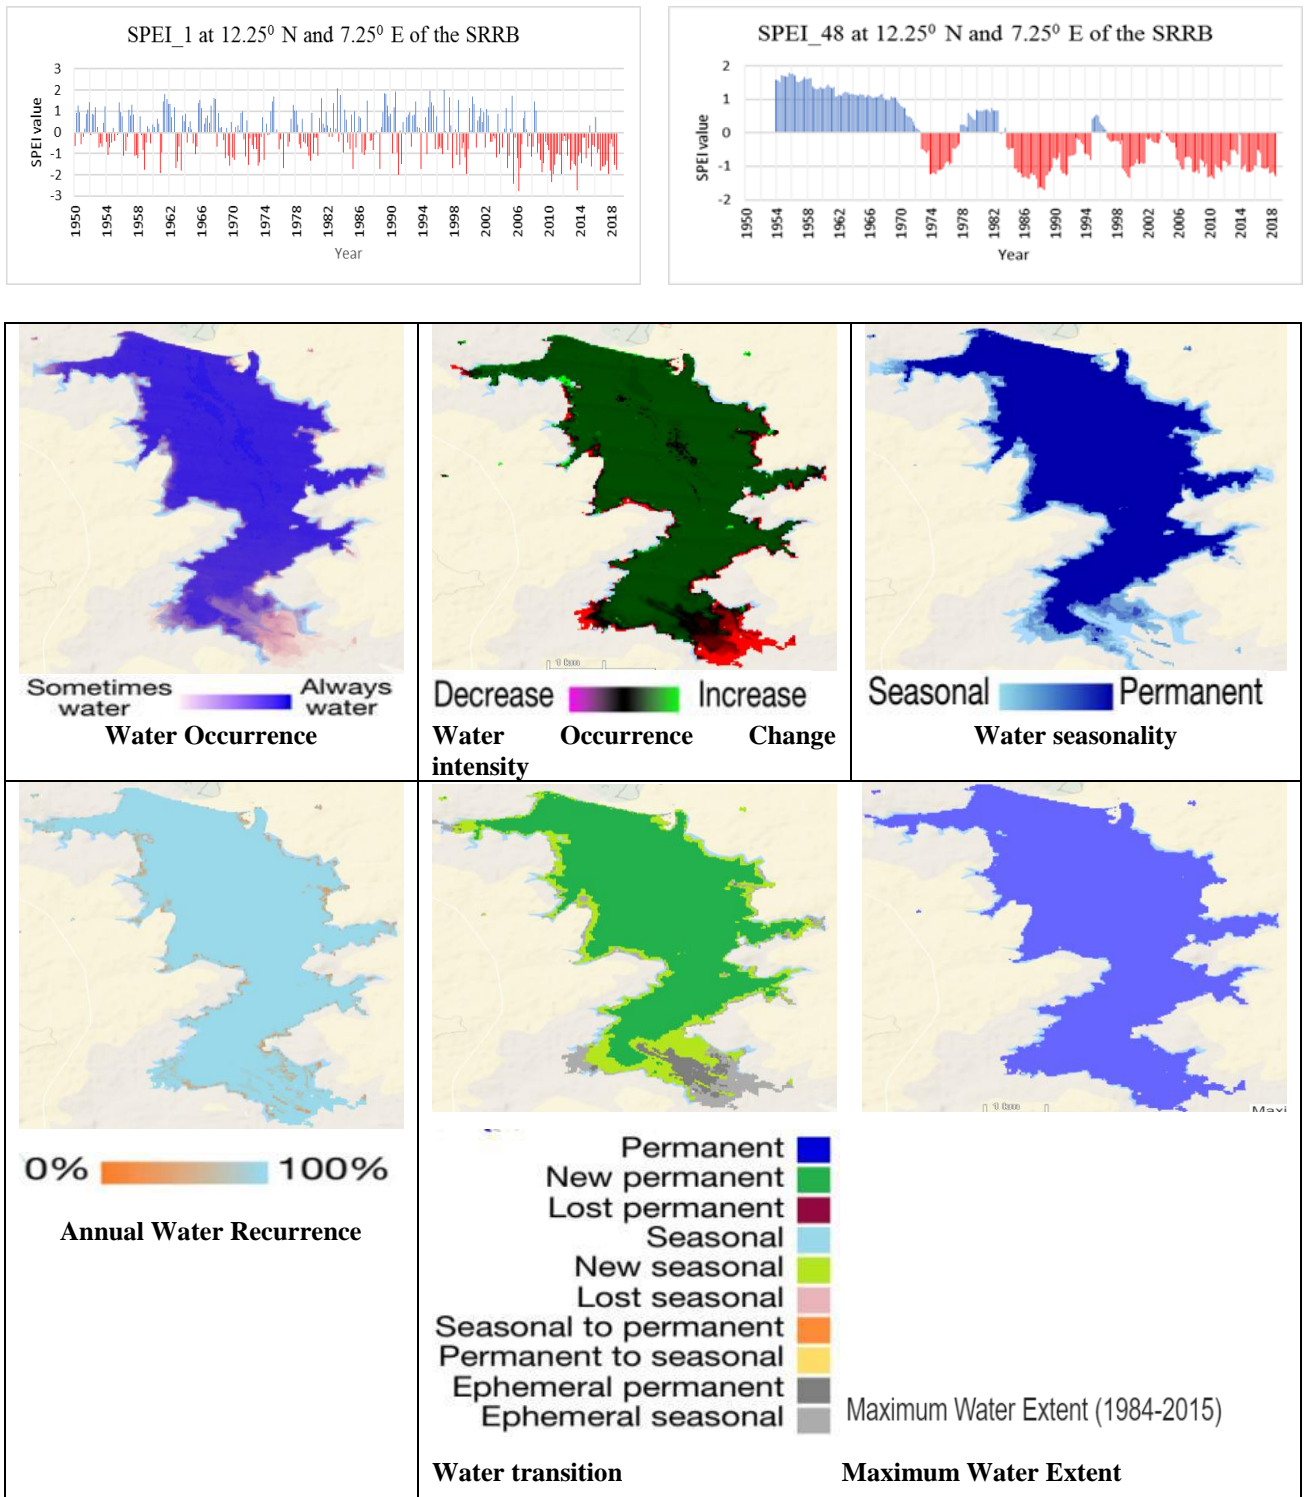 SPEI_1 at 12.25⁰ N and 7.25⁰ E of the SRRB
3
2
1
0
-1
-2
-3
SPEI value
1950
1954
1958
1962
1966
1970
1974
1978
1982
1986
1990
1994
1998
2002
2006
2010
2014
2018
Year
SPEI_48 at 12.25⁰ N and 7.25⁰ E of the SRRB
2
1
0
-1
-2
SPEI value
1950
1954
1958
1962
1966
1970
1974
1978
1982
1986
1990
1994
1998
2002
2006
2010
2014
2018
Year
Sometimes water
Always water
Water Occurrence
Decrease
Increase
Water Occurrence Change
intensity
Seasonal
Permanent
Water seasonality
0%
100%
Annual Water Recurrence
Permanent
New permanent
Lost permanent
Seasonal
New seasonal
Lost seasonal
Seasonal to permanent
Permanent to seasonal
Ephemeral permanent
Ephemeral seasonal
Water transition
Maxi
Maximum Water Extent (1984-2015)
Maximum Water Extent